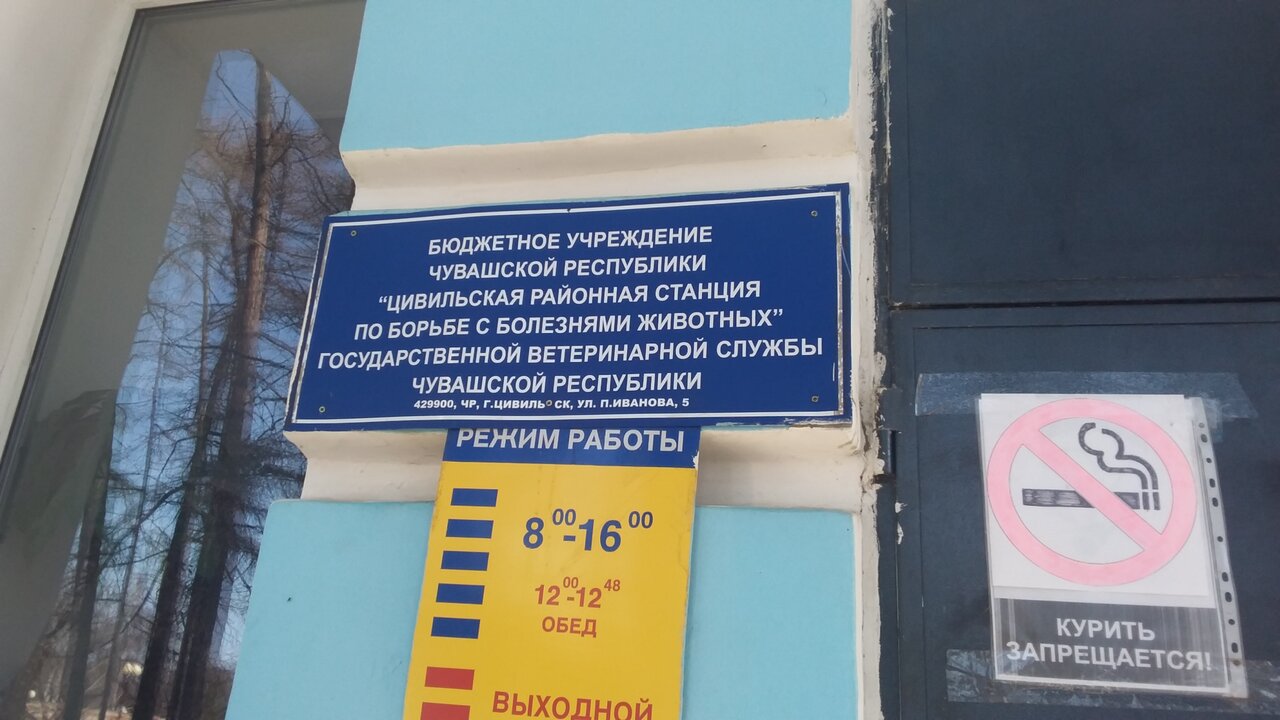 БЮДЖЕТНОЕ УЧРЕЖДЕНИЕ
ЧУВАШСКОЙ РЕСПУБЛИКИ
“ЦИВИЛЬСКАЯ РАЙОННАЯ СТАНЦИЯ
ПО БОРЬБЕ С БОЛЕЗНЯМИ ЖИВОТНЫХ”
ГОСУДАРСТВЕННОЙ ВЕТЕРИНАРНОЙ СЛУЖБЫ
ЧУВАШСКОЙ РЕСПУБЛИКИ
429900, ЧР, Г.ЦИВИЛЬСК, УЛ. П.ИВАНОВА, 5
РЕЖИМ РАБОТЫ
8 00-16 00
12 00-12 48
ОБЕД
ВЫХОДНОЙ
КУРИТЬ
ЗАПРЕЩАЕТСЯ!